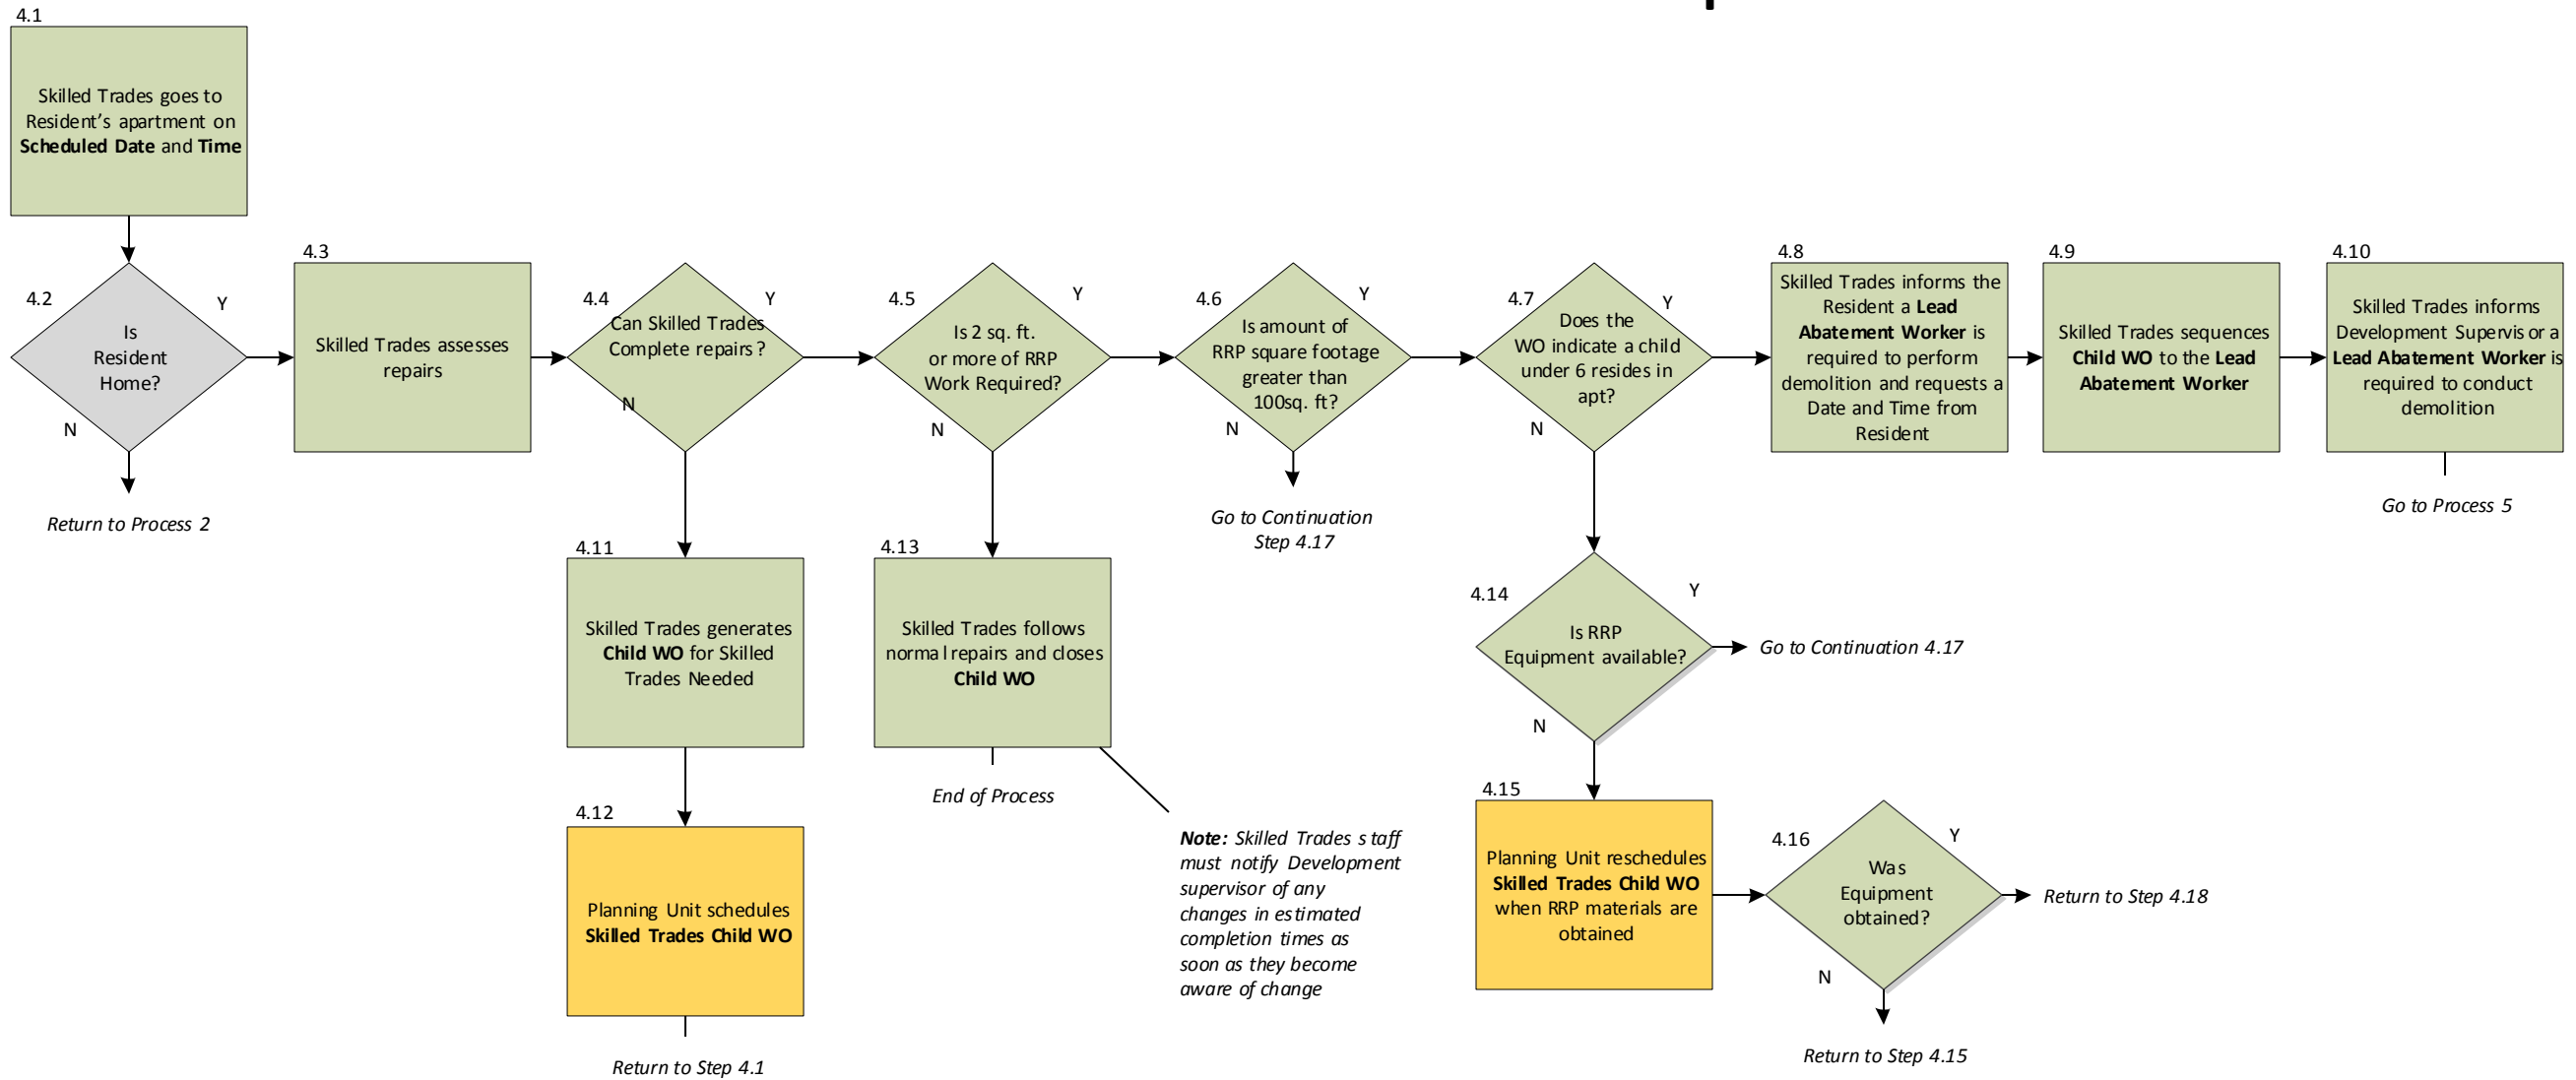 4.1
Skilled Trades goes to
Resident's apartment on
Scheduled Date and Time
4.2
Is
Resident
Home?
Y
N
Return to Process 2
4.3
Skilled Trades assesses
repairs
4.4
Can Skilled Trades
Complete repairs?
Y
N
4.5
Is 2 sq. ft.
or more of RRP
Work Required?
Y
N
4.6
Is amount of
RRP square footage
greater than
100sq. ft?
Y
N
Go to Continuation
Step 4.17
4.7
Does the
WO indicate a child
under 6 resides in
apt?
Y
N
4.8
Skilled Trades informs the
Resident a Lead
Abatement Worker is
required to perform
demolition and requests a
Date and Time from
Resident
4.9
Skilled Trades sequences
Child WO to the Lead
Abatement Worker
4.10
Skilled Trades informs
Development Supervisor a
Lead Abatement Worker is
required to conduct
demolition
Go to Process 5
4.11
Skilled Trades generates
Child WO for Skilled
Trades Needed
4.12
Planning Unit schedules
Skilled Trades Child WO
Return to Step 4.1
4.13
Skilled Trades follows
normal repairs and closes
Child WO
End of Process
Note: Skilled Trades staff
must notify Development
supervisor of any
changes in estimated
completion times as
soon as they become
aware of change
4.14
Is RRP
Equipment available?
Y
N
Go to Continuation 4.17
4.15
Planning Unit reschedules
Skilled Trades Child WO
when RRP materials are
obtained
4.16
Was
Equipment
obtained?
Y
N
Return to Step 4.18
Return to Step 4.15